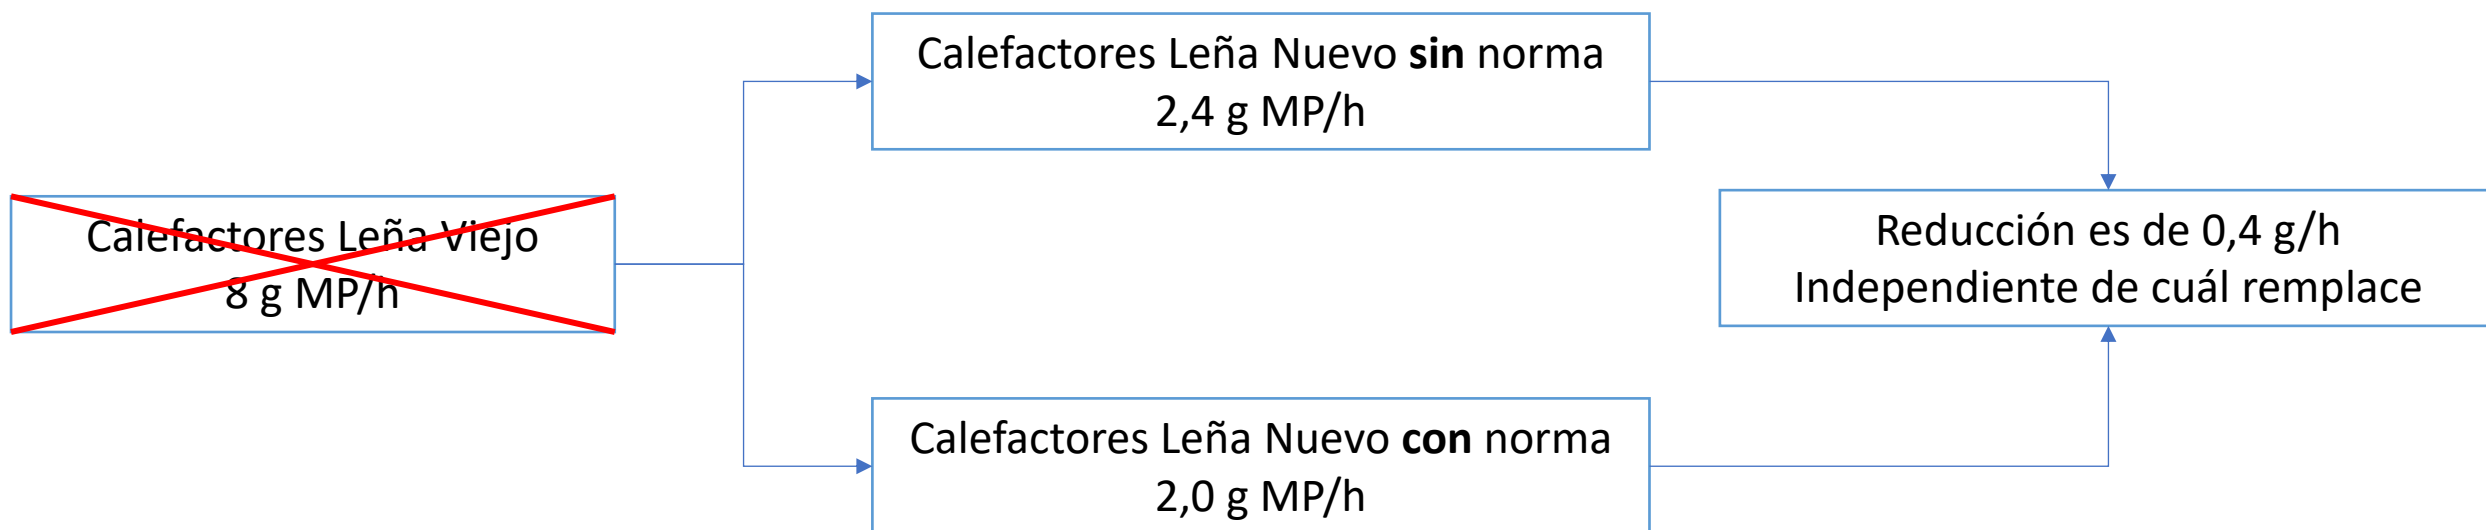 Calefactores Leña Nuevo sin norma
2,4 g MP/h
Calefactores Leña Viejo
8 g MP/h
Reducción es de 0,4 g/h
Independiente de cuál remplace
Calefactores Leña Nuevo con norma
2,0 g MP/h